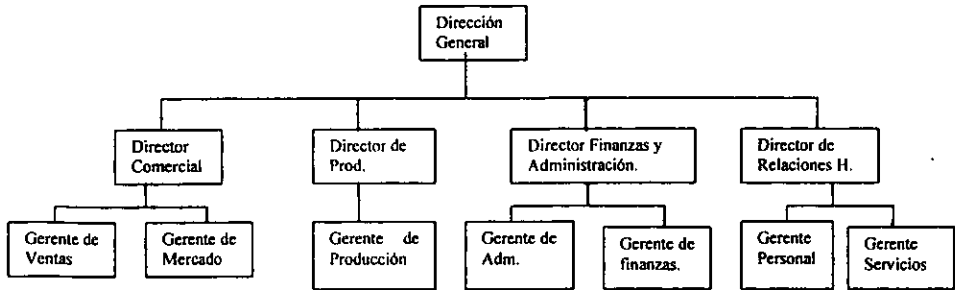 Dirección
General
Director
Comercial
Director de
Prod.
Director Finanzas y
Administración.
Director de
Relaciones H.
Gerente de
Ventas
Gerente de
Mercado
Gerente de
Producción
Gerente de
Adm.
Gerente de
finanzas.
Gerente
Personal
Gerente
Servicios